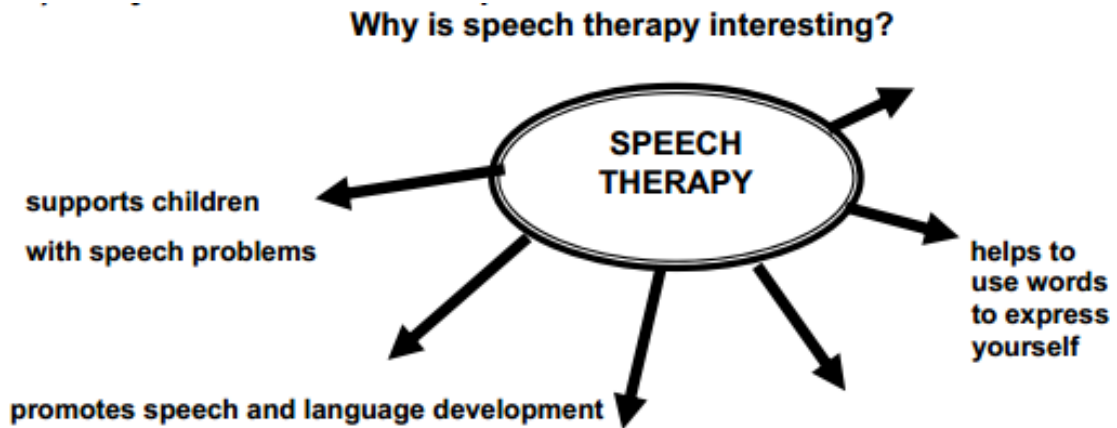 Why is speech therapy interesting?
SPEECH
THERAPY
supports children
with speech problems
helps to
use words
to express
yourself
promotes speech and language development